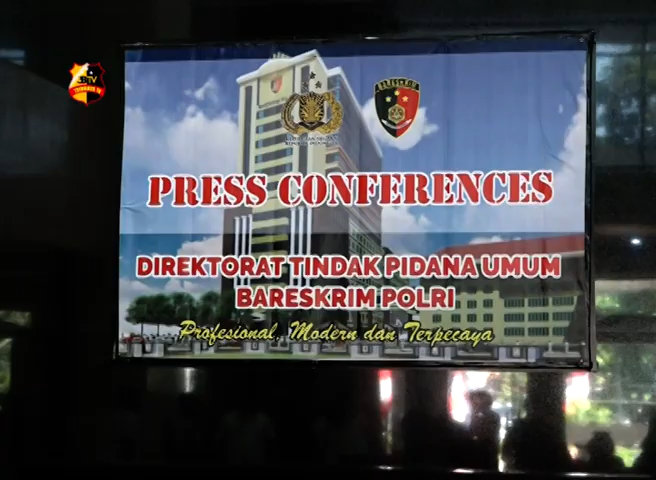 PRESS CONFERENCES
DIREKTORAT TINDAK PIDANA UMUM
BARESKRIM POLRI
Profesional, Modern dan Terpecaya